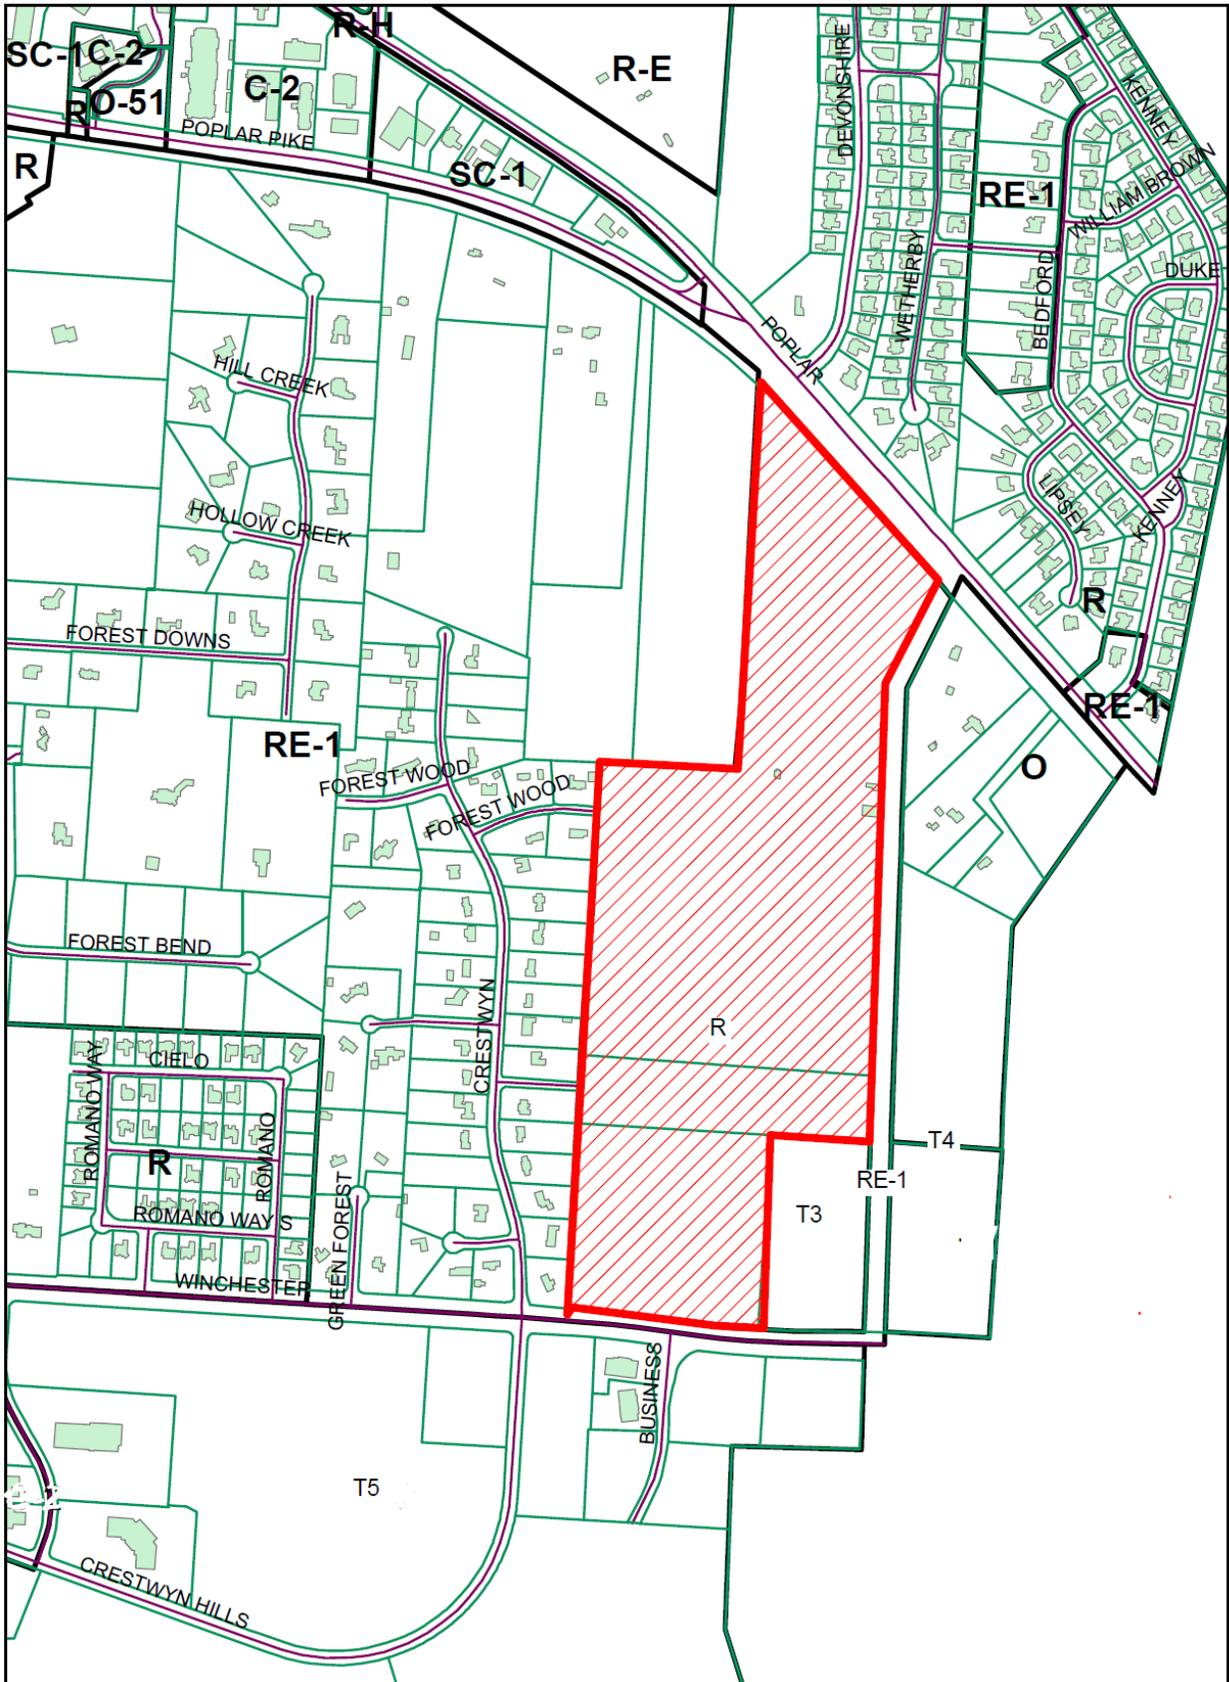 R-H
SC-1
C-2
R-E
C-2
O-51
R
POPLAR PIKE
R
SC-1
DEVONSHIRE
KENNEY
WILLIAM BROWN
RE-1
WETHERBY
BEDFORD
DUKE
POPLAR
HILL CREEK
HOLLOW CREEK
LIPSEY
KENNEY
R
FOREST DOWNS
RE-1
RE-1
O
FOREST WOOD
FOREST WOOD
FOREST BEND
CRESTWYN
R
CIELO
ROMANO WAY
ROMANO
R
T4
RE-1
T3
ROMANO WAY S
GREEN FOREST
WINCHESTER
BUSINESS
T5
CRESTWYN HILLS